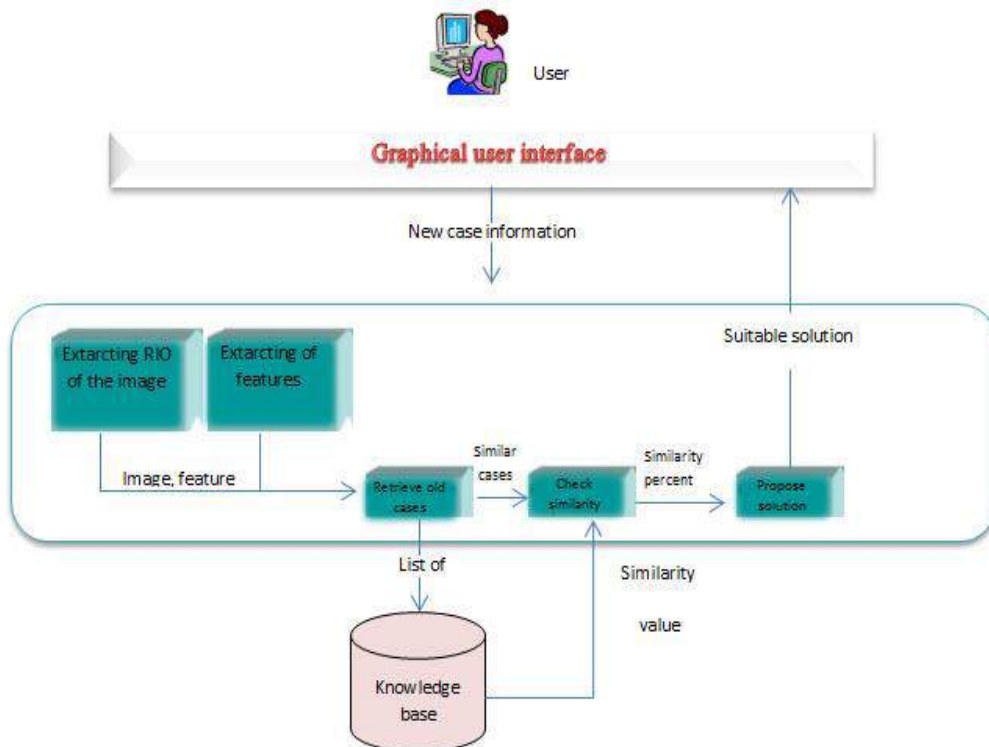 User
Graphical user interface
New case information
Suitable solution
Extarcting RIO
of the image
Extarcting of
features
Image, feature
Retrieve old
cases
Similar
cases
Check
similarity
Similarity
percent
Propose
solution
List of
Similarity
value
Knowledge
base